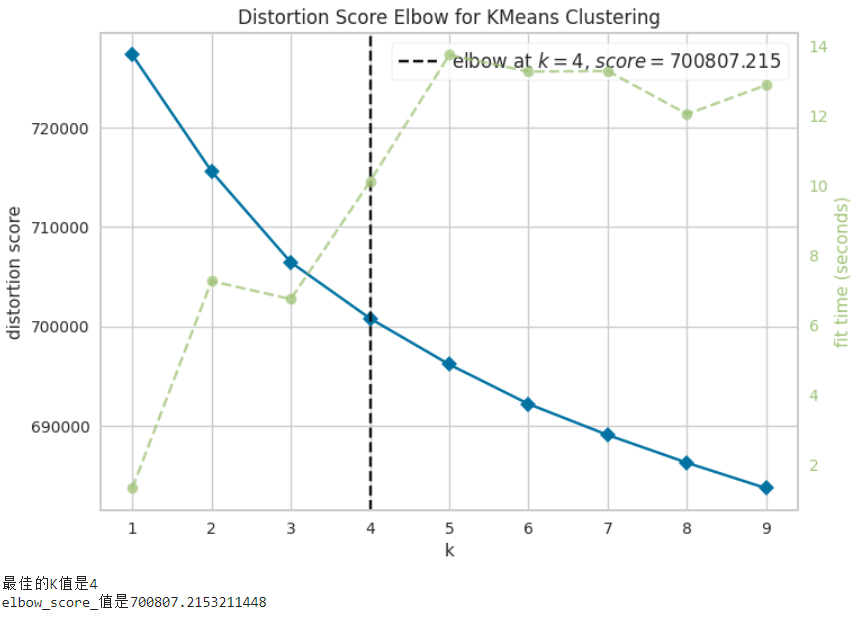 Distortion Score Elbow for KMeans Clustering
elbow at k = 4, score = 700807.215
distortion score
720000
710000
700000
690000
14
12
10
8
6
4
2
fit time (seconds)
1 2 3 4 5 6 7 8 9
k
最佳的K值是4
elbow_score_值是700807.2153211448